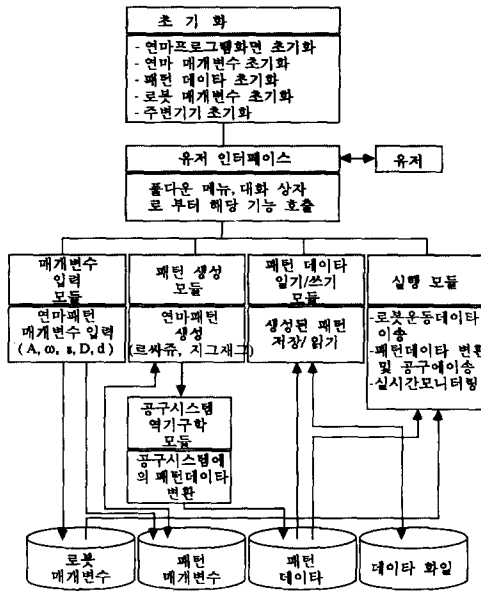 초 기 화
- 연마프로그램화면 초기화
- 연마 매개변수 초기화
- 패턴 데이타 초기화
- 로봇 매개변수 초기화
- 주변기기 초기화
유저 인터페이스
유저
풀다운 메뉴, 대화 상자
로 부터 해당 기능 호출
매개변수
입력
모듈
연마패턴
매개변수 입력
( A, ω, s, D, d )
패턴 생성
모듈
연마패턴
생성
(르싸쥬, 지그재그)
패턴 데이타
일기/쓰기
모듈
생성된 패턴
저장/ 읽기
실행 모듈
-로봇운동데이타
이송
-패턴데이타 변환
및 공구에이송
-실시간모니터링
공구시스템
역기구학
모듈
공구시스템에
의 패턴데이타
변환
로봇
매개변수
패턴
매개변수
패턴
데이타
데이타 화일